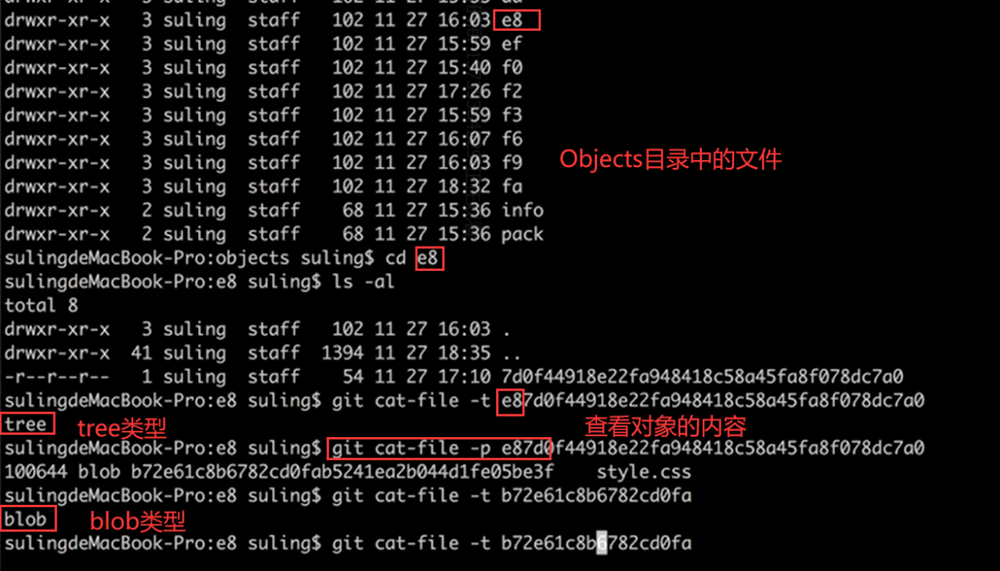 drwxr-xr-x 3 suling staff 102 11 27 16:03 e8
drwxr-xr-x 3 suling staff 102 11 27 15:59 ef
drwxr-xr-x 3 suling staff 102 11 27 15:40 f0
drwxr-xr-x 3 suling staff 102 11 27 17:26 f2
drwxr-xr-x 3 suling staff 102 11 27 15:59 f3
drwxr-xr-x 3 suling staff 102 11 27 16:07 f6
drwxr-xr-x 3 suling staff 102 11 27 16:03 f9
Objects目录中的文件
drwxr-xr-x 3 suling staff 102 11 27 18:32 fa
drwxr-xr-x 2 suling staff 68 11 27 15:36 info
drwxr-xr-x 2 suling staff 68 11 27 15:36 pack
sulingdeMacBook-Pro:objects suling$ cd e8
sulingdeMacBook-Pro:e8 suling$ ls -al
total 8
drwxr-xr-x 3 suling staff 102 11 27 16:03 .
drwxr-xr-x 41 suling staff 1394 11 27 18:35 ..
-r--r--r-- 1 suling staff 54 11 27 17:10 7d0f44918e22fa948418c58a45fa8f078dc7a0
sulingdeMacBook-Pro:e8 suling$ git cat-file -t e87d0f44918e22fa948418c58a45fa8f078dc7a0
tree
tree类型
查看对象的内容
sulingdeMacBook-Pro:e8 suling$ git cat-file -p e87d0f44918e22fa948418c58a45fa8f078dc7a0
100644 blob b72e61c8b6782cd0fab5241ea2b044d1fe05be3f style.css
sulingdeMacBook-Pro:e8 suling$ git cat-file -t b72e61c8b6782cd0fa
blob
blob类型
sulingdeMacBook-Pro:e8 suling$ git cat-file -t b72e61c8b6782cd0fa